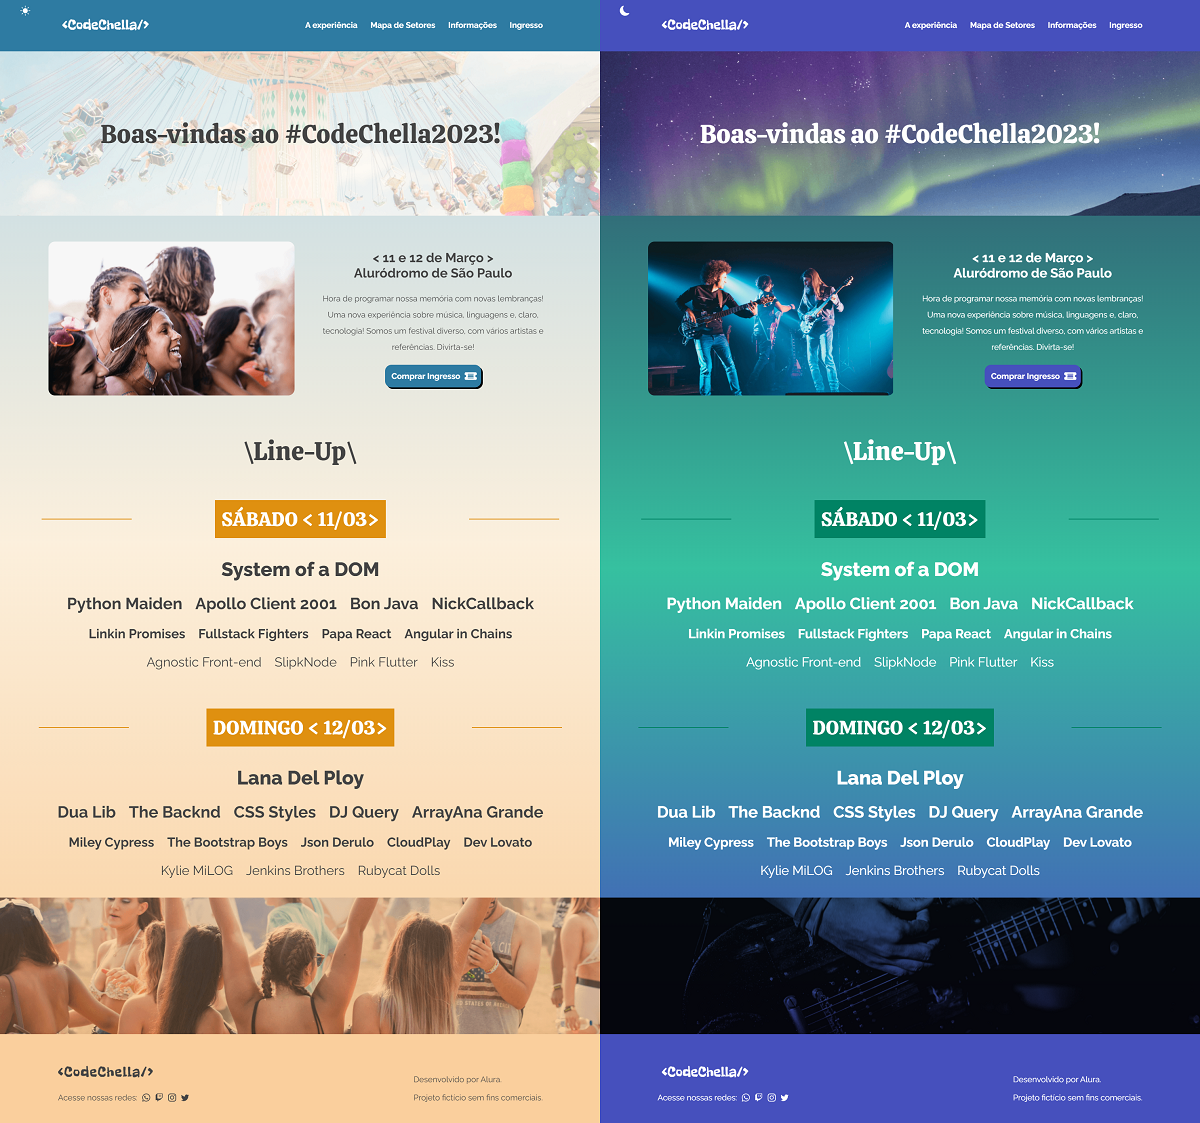 <CodeChella/>
A experiência Mapa de Setores Informações Ingresso
Boas-vindas ao #CodeChella2023!
< 11 e 12 de Março >
Aluródromo de São Paulo
Hora de programar nossa memória com novas lembranças!
Uma nova experiência sobre música, linguagens e, claro,
tecnologia! Somos um festival diverso, com vários artistas e
referências. Divirta-se!
Comprar Ingresso
\Line-Up\
SÁBADO < 11/03>
System of a DOM
Python Maiden Apollo Client 2001 Bon Java NickCallback
Linkin Promises Fullstack Fighters Papa React Angular in Chains
Agnostic Front-end SlipkNode Pink Flutter Kiss
DOMINGO < 12/03>
Lana Del Ploy
Dua Lib The Backnd CSS Styles DJ Query ArrayAna Grande
Miley Cypress The Bootstrap Boys Json Derulo CloudPlay Dev Lovato
Kylie MiLOG Jenkins Brothers Rubycat Dolls
<CodeChella/>
Acesse nossas redes:
Desenvolvido por Alura.
Projeto fictício sem fins comerciais.
<CodeChella/>
A experiência Mapa de Setores Informações Ingresso
Boas-vindas ao #CodeChella2023!
< 11 e 12 de Março >
Aluródromo de São Paulo
Hora de programar nossa memória com novas lembranças!
Uma nova experiência sobre música, linguagens e, claro,
tecnologia! Somos um festival diverso, com vários artistas e
referências. Divirta-se!
Comprar Ingresso
\Line-Up\
SÁBADO < 11/03>
System of a DOM
Python Maiden Apollo Client 2001 Bon Java NickCallback
Linkin Promises Fullstack Fighters Papa React Angular in Chains
Agnostic Front-end SlipkNode Pink Flutter Kiss
DOMINGO < 12/03>
Lana Del Ploy
Dua Lib The Backnd CSS Styles DJ Query ArrayAna Grande
Miley Cypress The Bootstrap Boys Json Derulo CloudPlay Dev Lovato
Kylie MiLOG Jenkins Brothers Rubycat Dolls
<CodeChella/>
Acesse nossas redes:
Desenvolvido por Alura.
Projeto fictício sem fins comerciais.